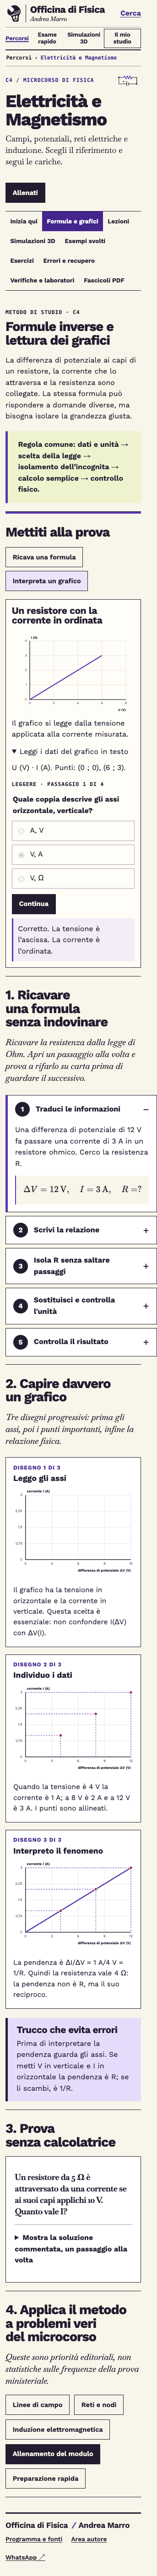 Officina di Fisica
Andrea Marro
Cerca
Percorsi
Esame rapido
Simulazioni 3D
Il mio studio
Percorsi › Elettricità e Magnetismo
C4 / MICROCORSO DI FISICA
Elettricità e
Magnetismo
Campi, potenziali, reti elettriche e
induzione. Scegli il riferimento e
segui le cariche.
Allenati
Inizia qui
Formule e grafici
Lezioni
Simulazioni 3D
Esempi svolti
Esercizi
Errori e recupero
Verifiche e laboratori
Fascicoli PDF
METODO DI STUDIO · C4
Formule inverse e
lettura dei grafici
La differenza di potenziale ai capi di
un resistore, la corrente che lo
attraversa e la resistenza sono
collegate. La stessa formula può
rispondere a domande diverse, ma
bisogna isolare la grandezza giusta.
Regola comune: dati e unità →
scelta della legge →
isolamento dell'incognita →
calcolo semplice → controllo
fisico.
Mettiti alla prova
Ricava una formula
Interpreta un grafico
Un resistore con la
corrente in ordinata
I (A)
U (V)
Il grafico si legge dalla tensione
applicata alla corrente misurata.
▼ Leggi i dati del grafico in testo
U (V) · I (A). Punti: (0 ; 0), (6 ; 3).
LEGGERE · PASSAGGIO 1 DI 4
Quale coppia descrive gli assi
orizzontale, verticale?
A, V
V, A
V, Ω
Continua
Corretto. La tensione è
l'ascissa. La corrente è
l'ordinata.
1. Ricavare
una formula
senza indovinare
Ricavare la resistenza dalla legge di
Ohm. Apri un passaggio alla volta e
prova a rifarlo su carta prima di
guardare il successivo.
1 Traduci le informazioni −
Una differenza di potenziale di 12 V
fa passare una corrente di 3 A in un
resistore ohmico. Cerco la resistenza
R.
ΔV = 12 V, I = 3 A, R =?
2 Scrivi la relazione +
3 Isola R senza saltare
passaggi +
4 Sostituisci e controlla
l'unità +
5 Controlla il risultato +
2. Capire davvero
un grafico
Tre disegni progressivi: prima gli
assi, poi i punti importanti, infine la
relazione fisica.
DISEGNO 1 DI 3
Leggo gli assi
corrente I (A)
differenza di potenziale ΔV (V)
Il grafico ha la tensione in
orizzontale e la corrente in
verticale. Questa scelta è
essenziale: non confondere I(ΔV)
con ΔV(I).
DISEGNO 2 DI 3
Individuo i dati
corrente I (A)
differenza di potenziale ΔV (V)
Quando la tensione è 4 V la
corrente è 1 A; a 8 V è 2 A e a 12 V
è 3 A. I punti sono allineati.
DISEGNO 3 DI 3
Interpreto il fenomeno
corrente I (A)
differenza di potenziale ΔV (V)
La pendenza è ΔI/ΔV = 1 A/4 V =
1/R. Quindi la resistenza vale 4 Ω:
la pendenza non è R, ma il suo
reciproco.
Trucco che evita errori
Prima di interpretare la
pendenza guarda gli assi. Se
metti V in verticale e I in
orizzontale la pendenza è R; se
li scambi, è 1/R.
3. Prova
senza calcolatrice
Un resistore da 5 Ω è
attraversato da una corrente se
ai suoi capi applichi 10 V.
Quanto vale I?
▶ Mostra la soluzione
commentata, un passaggio alla
volta
4. Applica il metodo
a problemi veri
del microcorso
Queste sono priorità editoriali, non
statistiche sulle frequenze della prova
ministeriale.
Linee di campo
Reti e nodi
Induzione elettromagnetica
Allenamento del modulo
Preparazione rapida
Officina di Fisica / Andrea Marro
Programma e fonti
Area autore
WhatsApp ↗